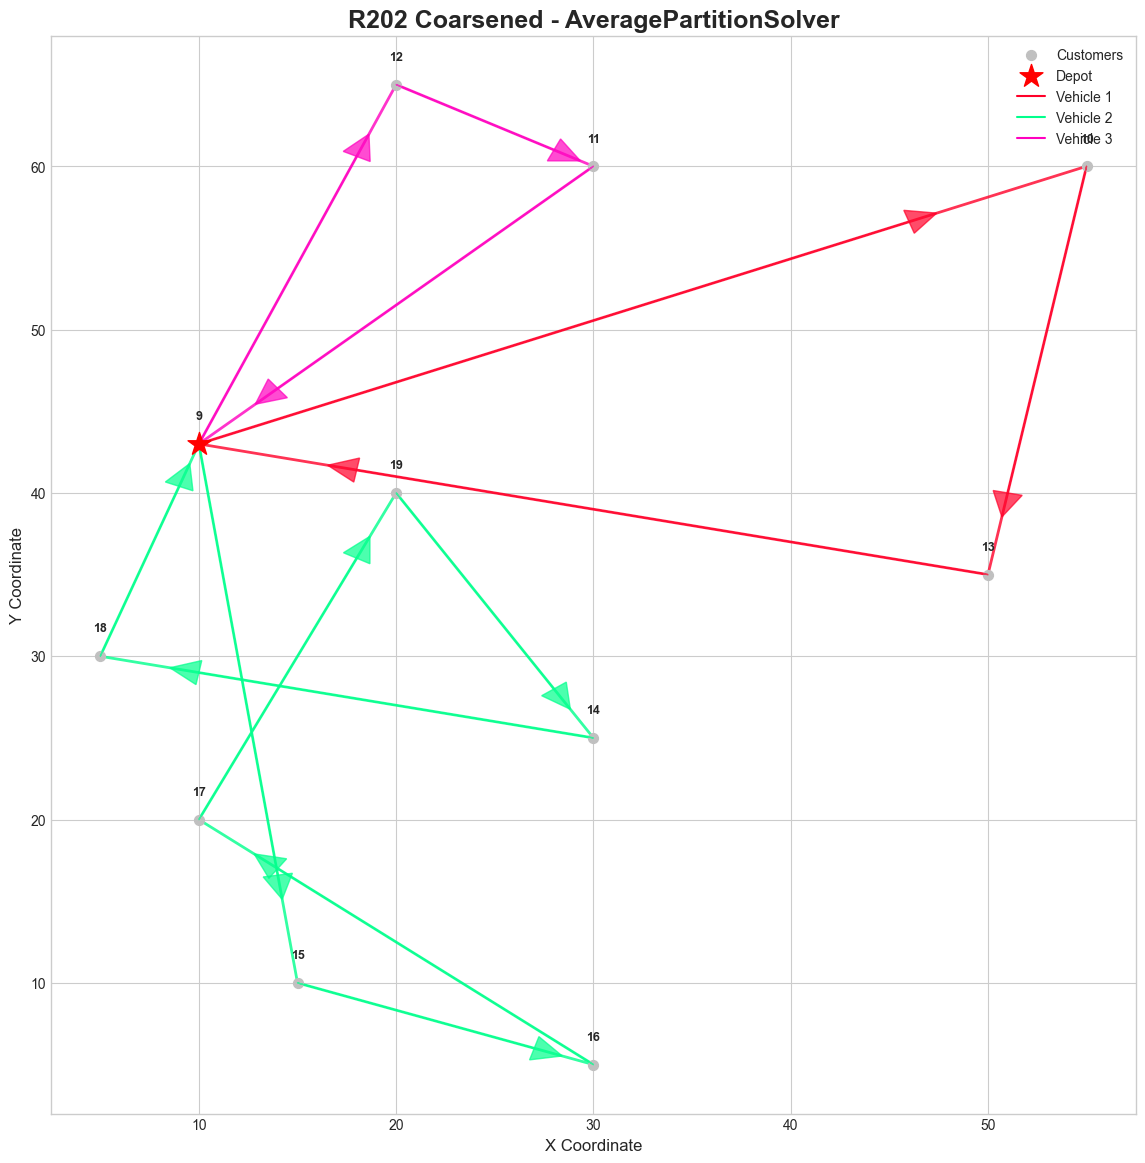 R202 Coarsened - AveragePartitionSolver
12
Customers
Depot
Vehicle 1
Vehicle 2
Vehicle 3
11
10
60
50
9
19
40
13
18
30
14
17
20
15
10
16
10
20
30
40
50
X Coordinate
Y Coordinate